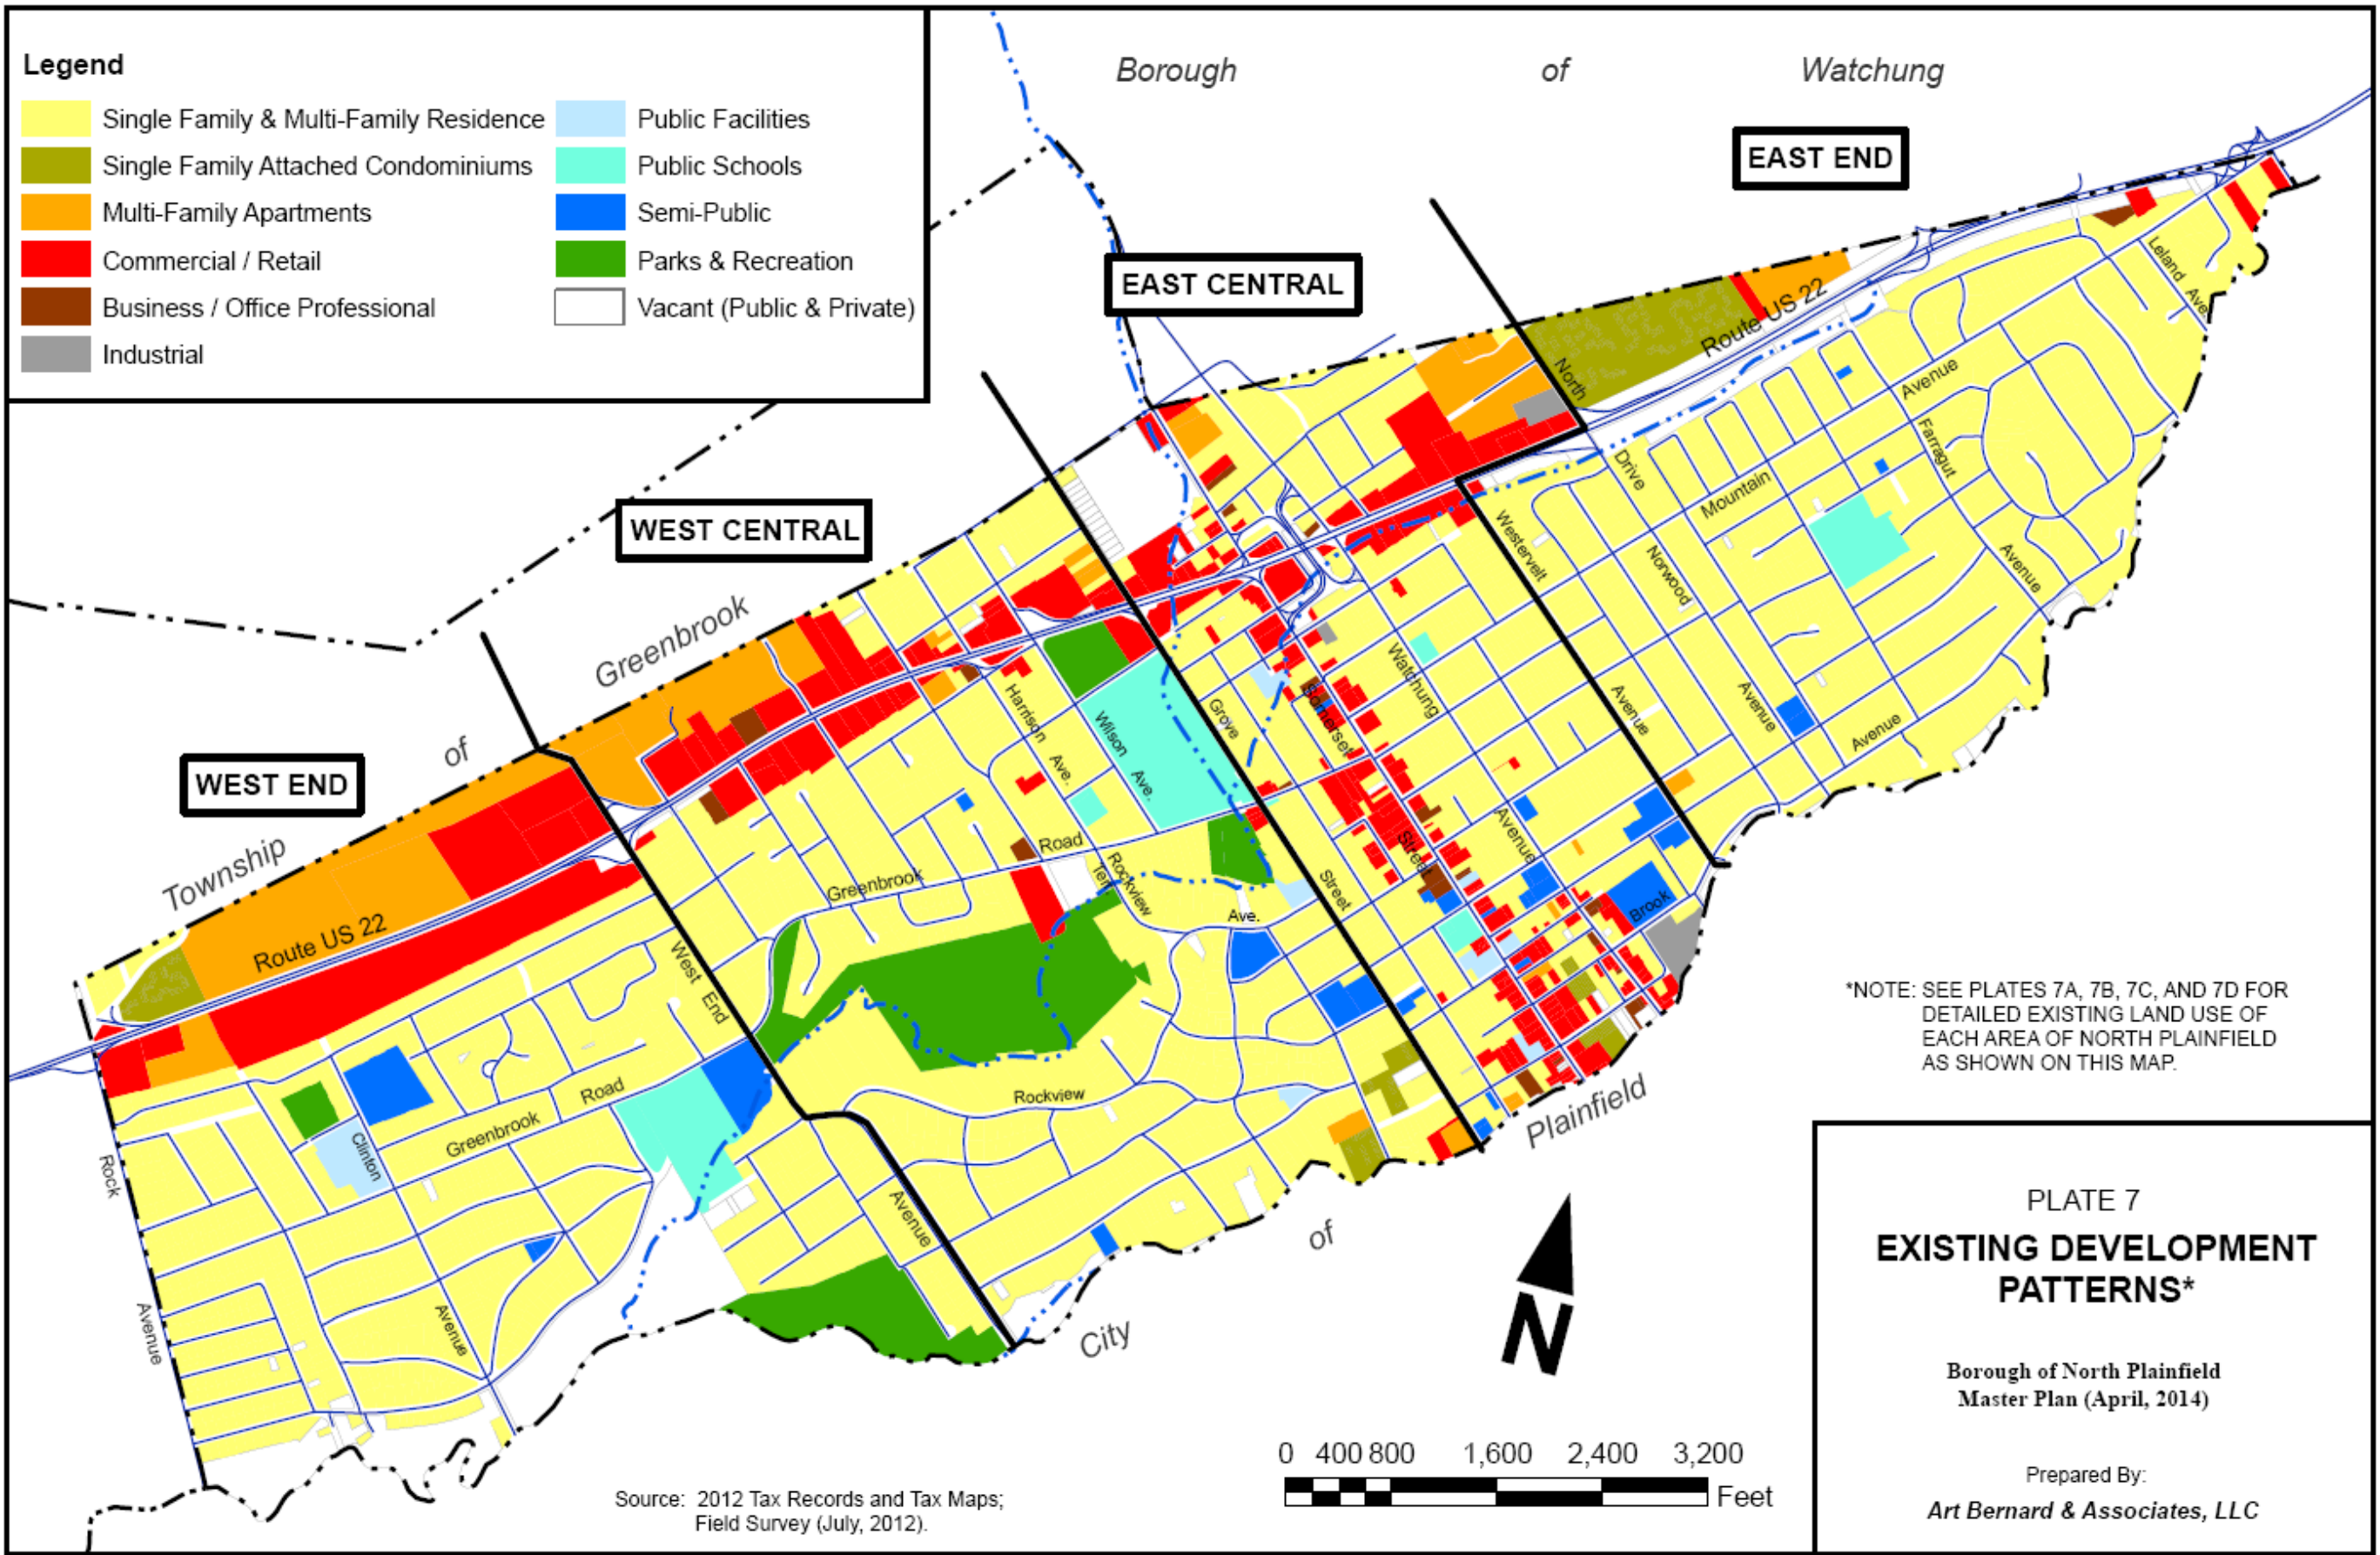 Legend
Single Family & Multi-Family Residence
Single Family Attached Condominiums
Multi-Family Apartments
Commercial / Retail
Business / Office Professional
Industrial
Public Facilities
Public Schools
Semi-Public
Parks & Recreation
Vacant (Public & Private)
Borough of Watchung
EAST END
EAST CENTRAL
WEST CENTRAL
WEST END
Township of Greenbrook
Route US 22
Route US 22
North
Drive
Leland Ave.
Mountain Avenue
Farragut
Avenue
Westervelt
Avenue
Norwood
Avenue
Avenue
Watchung
Avenue
Somerset
Street
Grove
Street
Harrison
Ave.
Wilson
Ave.
Greenbrook Road
Rockview
Terr.
Ave.
Brook
West End
Avenue
Rockview
Greenbrook Road
Clinton
Avenue
Rock
Avenue
City of Plainfield
*NOTE: SEE PLATES 7A, 7B, 7C, AND 7D FOR
DETAILED EXISTING LAND USE OF
EACH AREA OF NORTH PLAINFIELD
AS SHOWN ON THIS MAP.
N
0 400 800 1,600 2,400 3,200
Feet
Source: 2012 Tax Records and Tax Maps;
Field Survey (July, 2012).
PLATE 7
EXISTING DEVELOPMENT
PATTERNS*
Borough of North Plainfield
Master Plan (April, 2014)
Prepared By:
Art Bernard & Associates, LLC